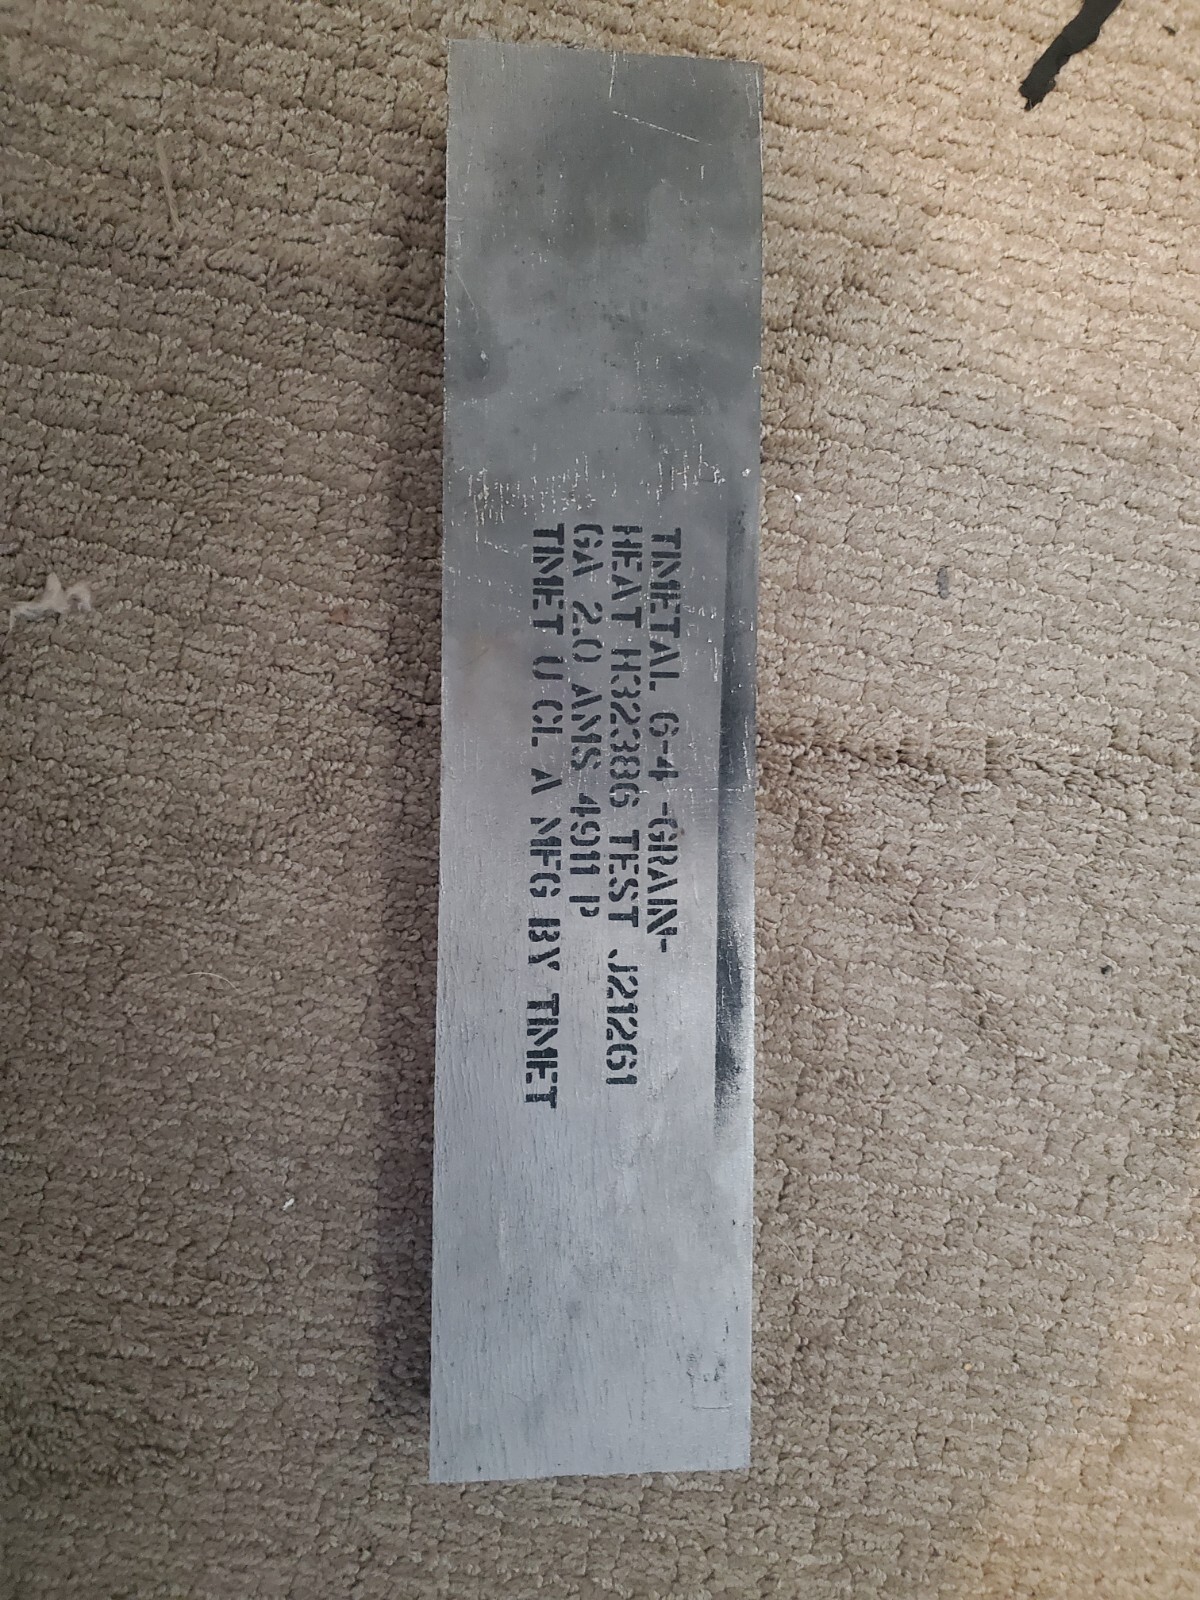 TIMETAL 6-4 -GRAIN-
HEAT H32386 TEST J21261
GA 2.0 AMS 4911 P
TIMET U CL A MFG BY TIMET